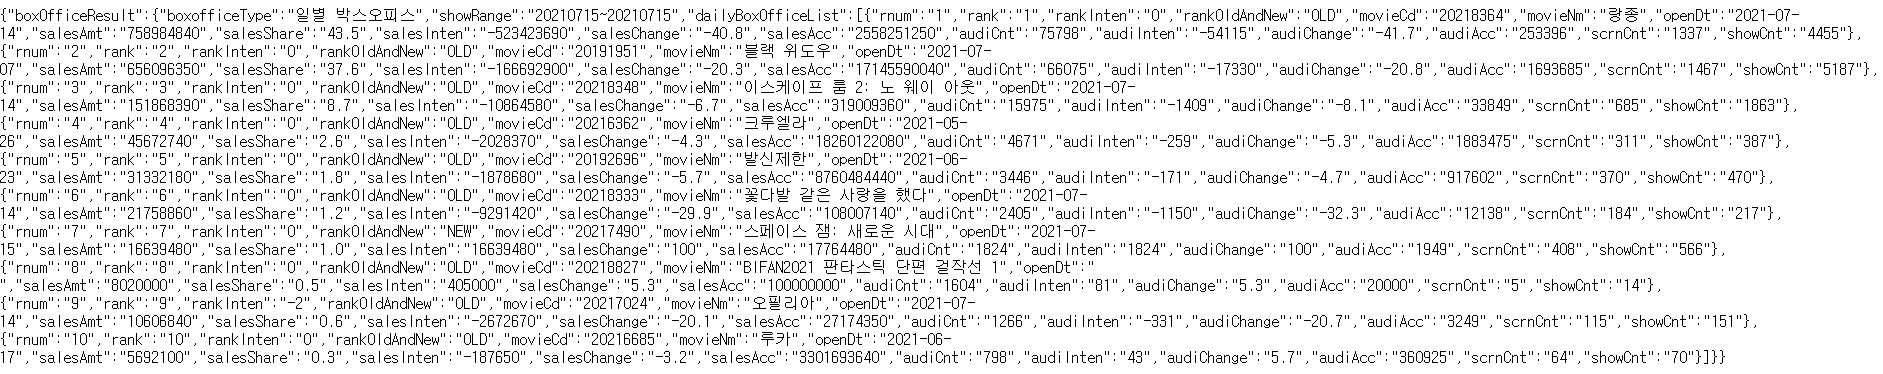 {"boxOfficeResult":{"boxofficeType":"일별 박스오피스","showRange":"20210715~20210715","dailyBoxOfficeList":[{"rnum":"1","rank":"1","rankInten":"0","rankOldAndNew":"OLD","movieCd":"20218364","movieNm":"랑종","openDt":"2021-07-
14","salesAmt":"758984840","salesShare":"43.5","salesInten":"-523423690","salesChange":"-40.8","salesAcc":"2558251250","audiCnt":"75798","audiInten":"-54115","audiChange":"-41.7","audiAcc":"253396","scrnCnt":"1337","showCnt":"4455"},
{"rnum":"2","rank":"2","rankInten":"0","rankOldAndNew":"OLD","movieCd":"20191951","movieNm":"블랙 위도우","openDt":"2021-07-
07","salesAmt":"656096350","salesShare":"37.6","salesInten":"-166692900","salesChange":"-20.3","salesAcc":"17145590040","audiCnt":"66075","audiInten":"-17330","audiChange":"-20.8","audiAcc":"1693685","scrnCnt":"1467","showCnt":"5187"},
{"rnum":"3","rank":"3","rankInten":"0","rankOldAndNew":"OLD","movieCd":"20218348","movieNm":"이스케이프 룸 2: 노 웨이 아웃","openDt":"2021-07-
14","salesAmt":"151868390","salesShare":"8.7","salesInten":"-10864580","salesChange":"-6.7","salesAcc":"319009360","audiCnt":"15975","audiInten":"-1409","audiChange":"-8.1","audiAcc":"33849","scrnCnt":"685","showCnt":"1863"},
{"rnum":"4","rank":"4","rankInten":"0","rankOldAndNew":"OLD","movieCd":"20216362","movieNm":"크루엘라","openDt":"2021-05-
26","salesAmt":"45672740","salesShare":"2.6","salesInten":"-2028370","salesChange":"-4.3","salesAcc":"18260122080","audiCnt":"4671","audiInten":"-259","audiChange":"-5.3","audiAcc":"1883475","scrnCnt":"311","showCnt":"387"},
{"rnum":"5","rank":"5","rankInten":"0","rankOldAndNew":"OLD","movieCd":"20192696","movieNm":"발신제한","openDt":"2021-06-
23","salesAmt":"31332180","salesShare":"1.8","salesInten":"-1878680","salesChange":"-5.7","salesAcc":"8760484440","audiCnt":"3446","audiInten":"-171","audiChange":"-4.7","audiAcc":"917602","scrnCnt":"370","showCnt":"470"},
{"rnum":"6","rank":"6","rankInten":"0","rankOldAndNew":"OLD","movieCd":"20218333","movieNm":"꽃다발 같은 사랑을 했다","openDt":"2021-07-
14","salesAmt":"21758860","salesShare":"1.2","salesInten":"-9291420","salesChange":"-29.9","salesAcc":"108007140","audiCnt":"2405","audiInten":"-1150","audiChange":"-32.3","audiAcc":"12138","scrnCnt":"184","showCnt":"217"},
{"rnum":"7","rank":"7","rankInten":"0","rankOldAndNew":"NEW","movieCd":"20217490","movieNm":"스페이스 잼: 새로운 시대","openDt":"2021-07-
15","salesAmt":"16639480","salesShare":"1.0","salesInten":"16639480","salesChange":"100","salesAcc":"17764480","audiCnt":"1824","audiInten":"1824","audiChange":"100","audiAcc":"1949","scrnCnt":"408","showCnt":"566"},
{"rnum":"8","rank":"8","rankInten":"0","rankOldAndNew":"OLD","movieCd":"20218827","movieNm":"BIFAN2021 판타스틱 단편 걸작선 1","openDt":"
","salesAmt":"8020000","salesShare":"0.5","salesInten":"405000","salesChange":"5.3","salesAcc":"100000000","audiCnt":"1604","audiInten":"81","audiChange":"5.3","audiAcc":"20000","scrnCnt":"5","showCnt":"14"},
{"rnum":"9","rank":"9","rankInten":"-2","rankOldAndNew":"OLD","movieCd":"20217024","movieNm":"오필리아","openDt":"2021-07-
14","salesAmt":"10606840","salesShare":"0.6","salesInten":"-2672670","salesChange":"-20.1","salesAcc":"27174350","audiCnt":"1266","audiInten":"-331","audiChange":"-20.7","audiAcc":"3249","scrnCnt":"115","showCnt":"151"},
{"rnum":"10","rank":"10","rankInten":"0","rankOldAndNew":"OLD","movieCd":"20216685","movieNm":"루카","openDt":"2021-06-
17","salesAmt":"5692100","salesShare":"0.3","salesInten":"-187650","salesChange":"-3.2","salesAcc":"3301693640","audiCnt":"798","audiInten":"43","audiChange":"5.7","audiAcc":"360925","scrnCnt":"64","showCnt":"70"}]}}